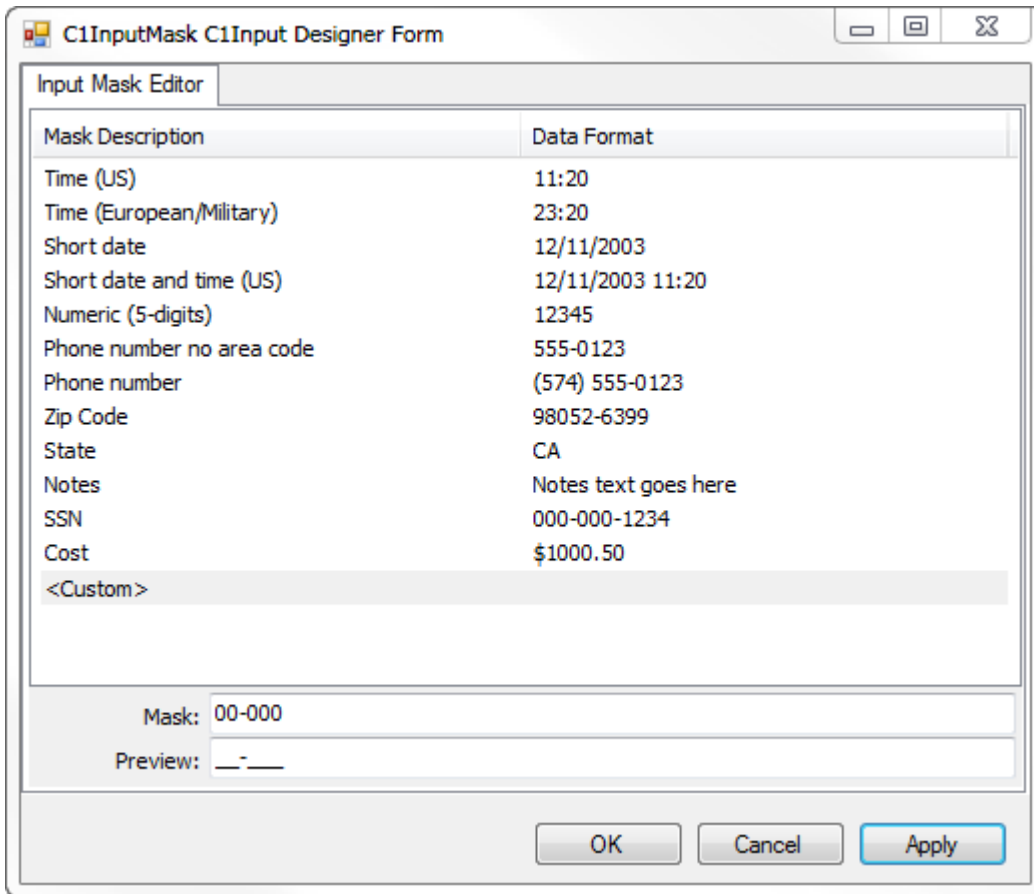 C1InputMask C1Input Designer Form
Input Mask Editor
Mask Description Data Format
Time (US) 11:20
Time (European/Military) 23:20
Short date 12/11/2003
Short date and time (US) 12/11/2003 11:20
Numeric (5-digits) 12345
Phone number no area code 555-0123
Phone number (574) 555-0123
Zip Code 98052-6399
State CA
Notes Notes text goes here
SSN 000-000-1234
Cost $1000.50
<Custom>
Mask: 00-000
Preview: __-___
OK Cancel Apply